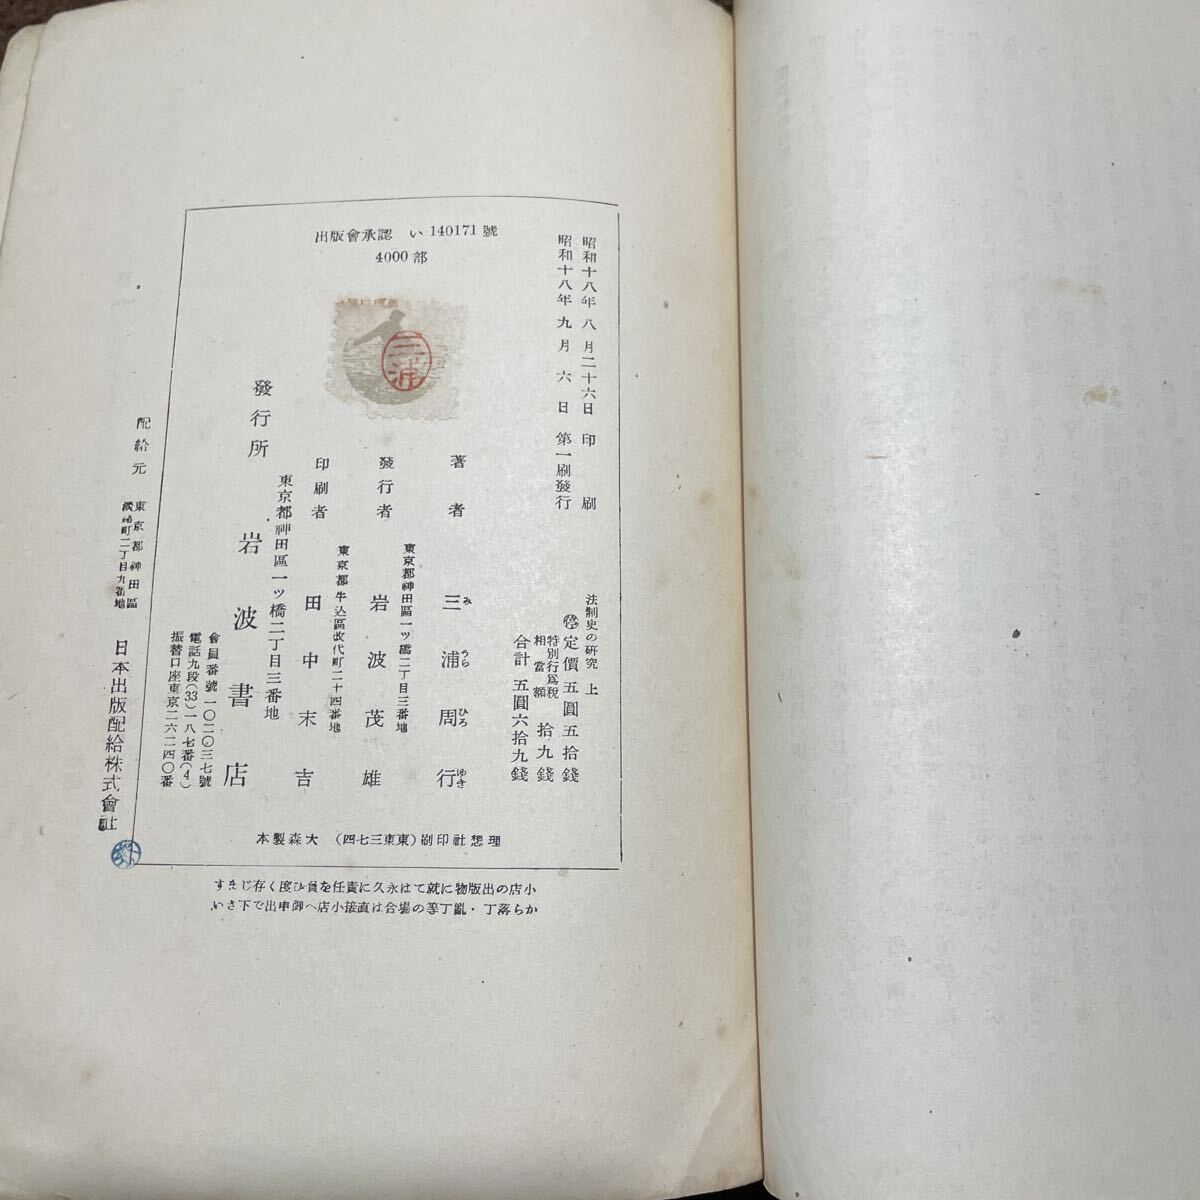 出版會承認 い 140171 號
4000 部
昭和十八年八月二十六日 印刷
昭和十八年九月六日 第一刷發行
法制史の研究 上
㊡定價五圓五拾錢
特別行爲稅相當額 拾九錢
合計 五圓六拾九錢
著者 三浦周行
み うら ひろ ゆき
東京都神田區一ツ橋二丁目三番地
發行者 岩波茂雄
東京都牛込區改代町二十四番地
印刷者 田中末吉
東京都神田區一ツ橋二丁目三番地
發行所 岩波書店
會員番號 一〇二〇三七號
電話九段(33)一八七番(4)
振替口座東京二六二四〇番
三浦
本製森大 (四七三東東)刷印社想理
配給元 東京都神田區淡路町二丁目九番地 日本出版配給株式會社
すまじ存く度ひ負を任責に久永はて就に物版出の店小
いさ下で出申御へ店小接直は合場の等丁亂・丁落らか